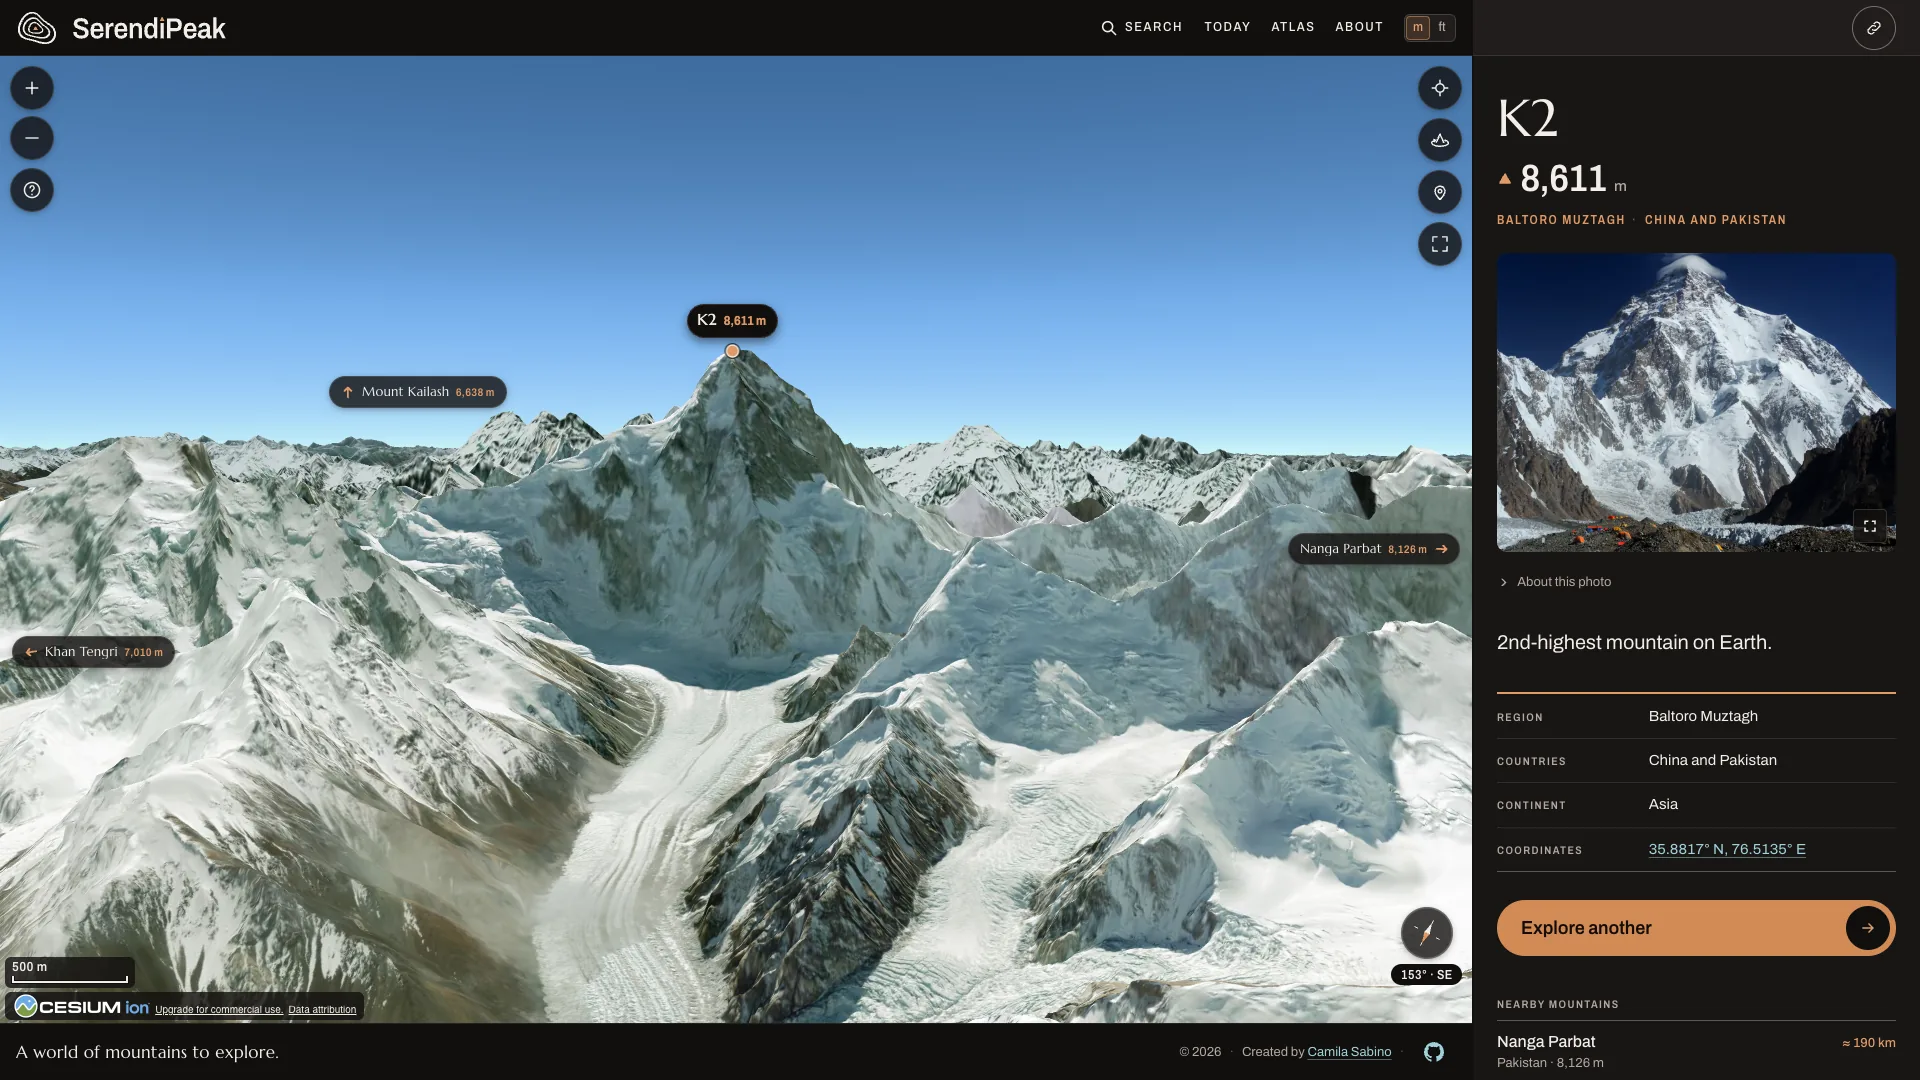 SerendiPeak
SEARCH TODAY ATLAS ABOUT m ft
K2 8,611 m
Mount Kailash 6,638 m
Nanga Parbat 8,126 m
Khan Tengri 7,010 m
500 m
153° · SE
CESIUM ion Upgrade for commercial use. Data attribution
A world of mountains to explore.
© 2026 · Created by Camila Sabino ·
K2
8,611 m
BALTORO MUZTAGH · CHINA AND PAKISTAN
About this photo
2nd-highest mountain on Earth.
REGION Baltoro Muztagh
COUNTRIES China and Pakistan
CONTINENT Asia
COORDINATES 35.8817° N, 76.5135° E
Explore another
NEARBY MOUNTAINS
Nanga Parbat ≈ 190 km
Pakistan · 8,126 m